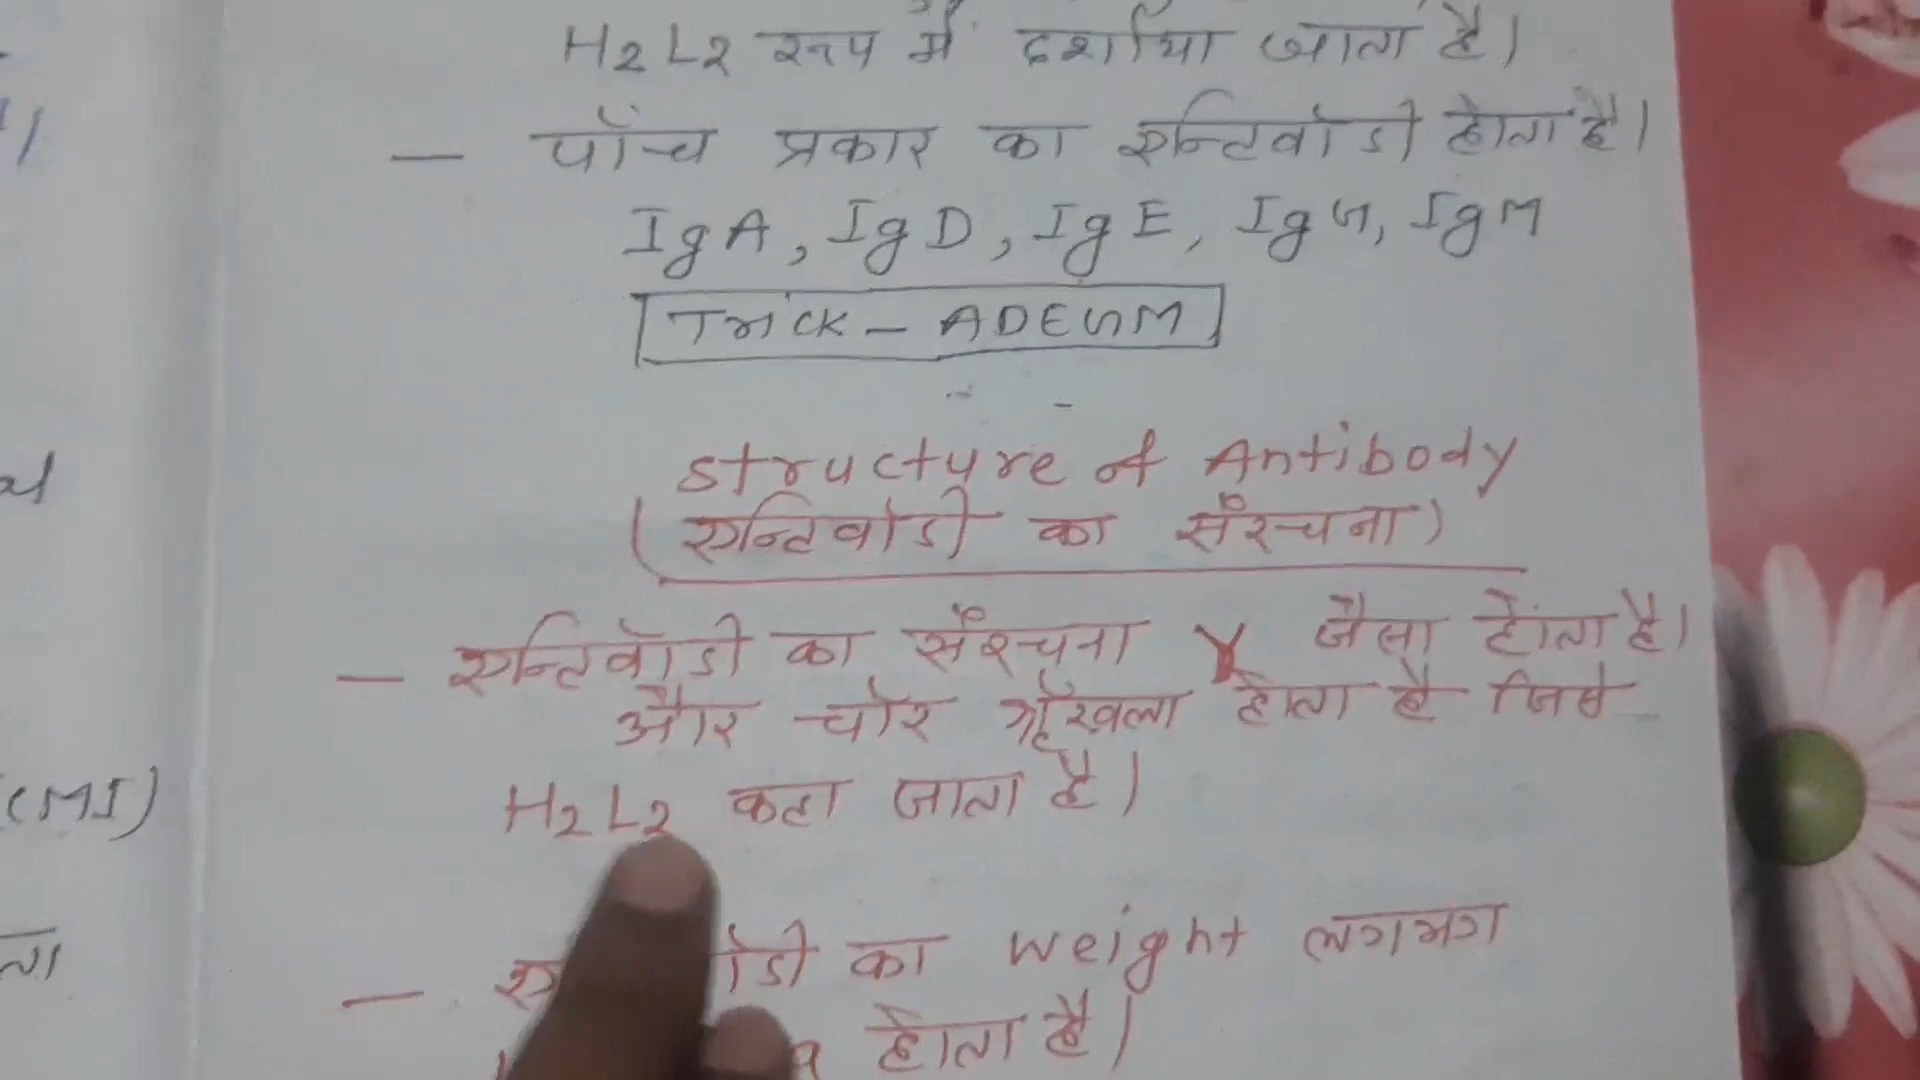 H2L2 रूप में दर्शाया जाता है।
— पाँच प्रकार का एन्टिबॉडी होता है।
IgA, IgD, IgE, IgG, IgM
Trick - ADEGM
structure of Antibody
(एन्टिबॉडी का सँरचना)
— एन्टिबॉडी का सँरचना Y जैसा होता है।
और चार शृँखला होता है जिसे
H2L2 कहा जाता है।
— का weight लगभग
होता है।
(CMI)